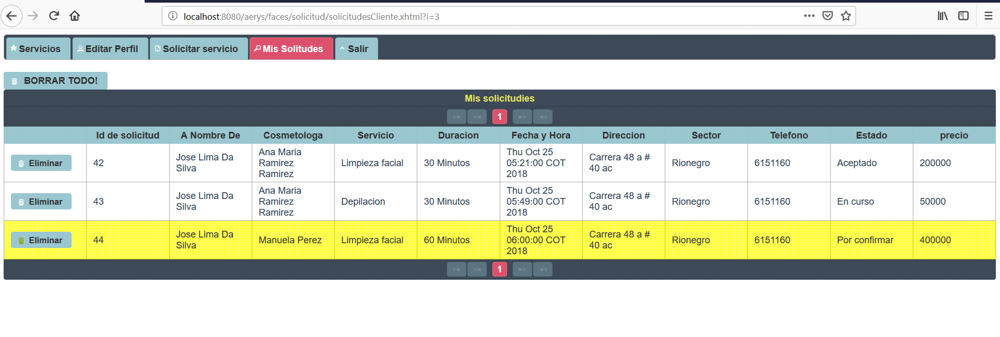 localhost:8080/aerys/faces/solicitud/solicitudesCliente.xhtml?i=3
Servicios Editar Perfil Solicitar servicio Mis Solitudes Salir
BORRAR TODO!
Mis solicitudies
1
Id de solicitud A Nombre De Cosmetologa Servicio Duracion Fecha y Hora Direccion Sector Telefono Estado precio
Eliminar 42 Jose Lima Da Silva Ana Maria Ramirez Ramirez Limpieza facial 30 Minutos Thu Oct 25 05:21:00 COT 2018 Carrera 48 a # 40 ac Rionegro 6151160 Aceptado 200000
Eliminar 43 Jose Lima Da Silva Ana Maria Ramirez Ramirez Depilacion 30 Minutos Thu Oct 25 05:49:00 COT 2018 Carrera 48 a # 40 ac Rionegro 6151160 En curso 50000
Eliminar 44 Jose Lima Da Silva Manuela Perez Limpieza facial 60 Minutos Thu Oct 25 06:00:00 COT 2018 Carrera 48 a # 40 ac Rionegro 6151160 Por confirmar 400000
1